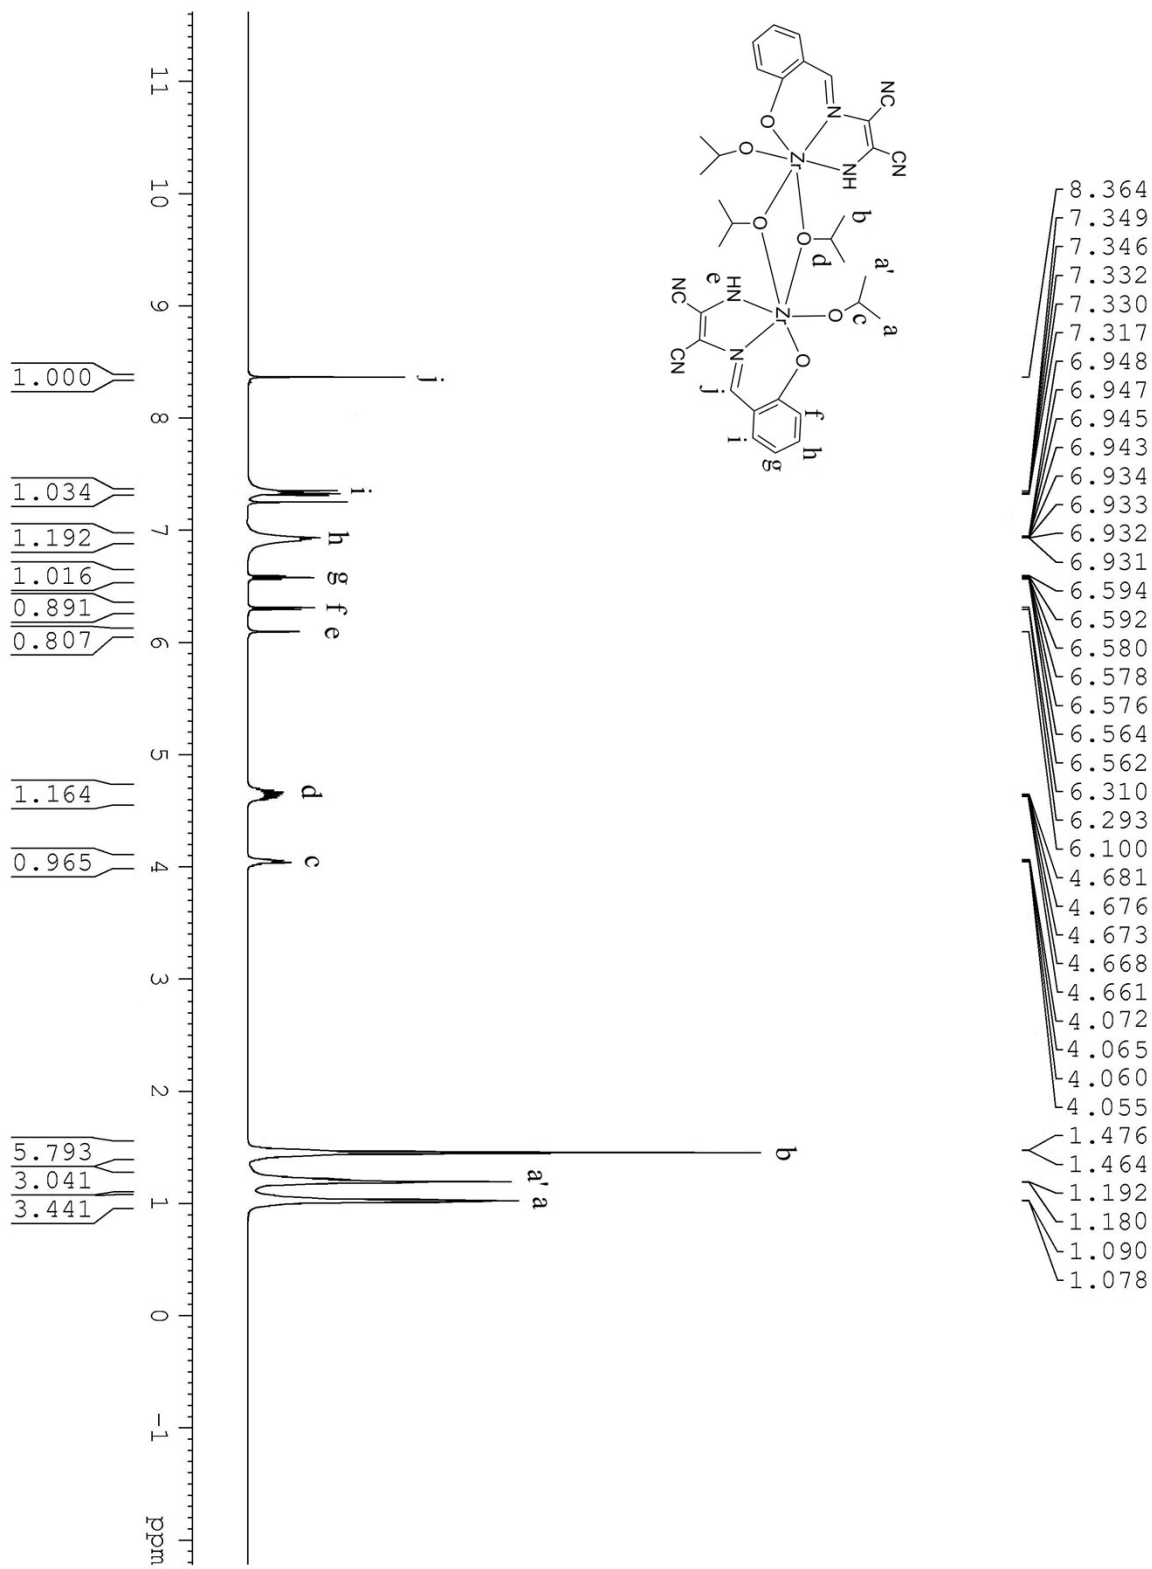 8.364
7.349
7.346
7.332
7.330
7.317
6.948
6.947
6.945
6.943
6.934
6.933
6.932
6.931
6.594
6.592
6.580
6.578
6.576
6.564
6.562
6.310
6.293
6.100
4.681
4.676
4.673
4.668
4.661
4.072
4.065
4.060
4.055
1.476
1.464
1.192
1.180
1.090
1.078
NC
CN
N
NH
O
Zr
O
O
O
b
d
a'
a
c
O
HN
e
NC
CN
Zr
N
O
j
f
h
i
g
j
i
h
g
f
e
d
c
b
a'
a
11
10
9
8
7
6
5
4
3
2
1
0
-1
ppm
1.000
1.034
1.192
1.016
0.891
0.807
1.164
0.965
5.793
3.041
3.441